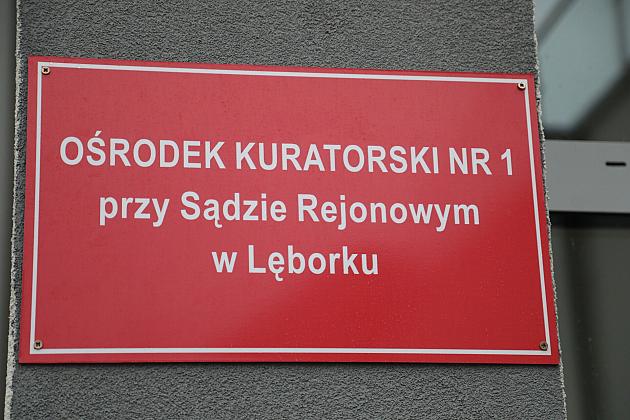 OŚRODEK KURATORSKI NR 1
przy Sądzie Rejonowym
w Lęborku